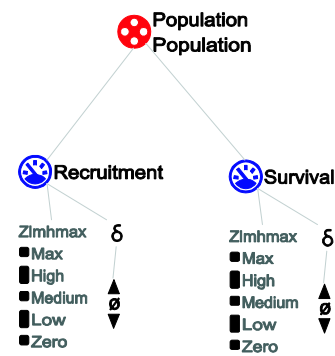 Population
Population
Recruitment
Zlmhmax
Max
High
Medium
Low
Zero
δ
ø
Survival
Zlmhmax
Max
High
Medium
Low
Zero
δ
ø